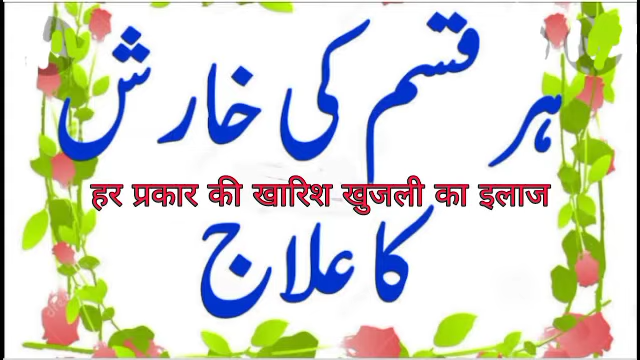 ہر قسم کی خارش
हर प्रकार की खारिश खुजली का इलाज
کا علاج